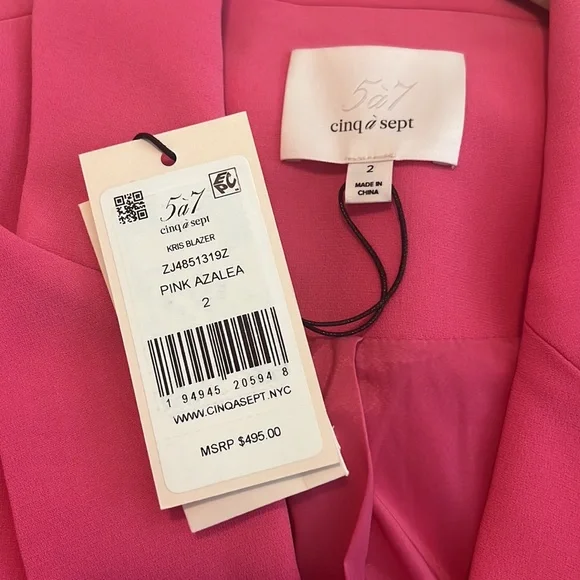 5à7
cinq à sept
2
MADE IN
CHINA
EPC
5à7
cinq à sept
KRIS BLAZER
ZJ4851319Z
PINK AZALEA
2
1 94945 20594 8
WWW.CINQASEPT.NYC
MSRP $495.00